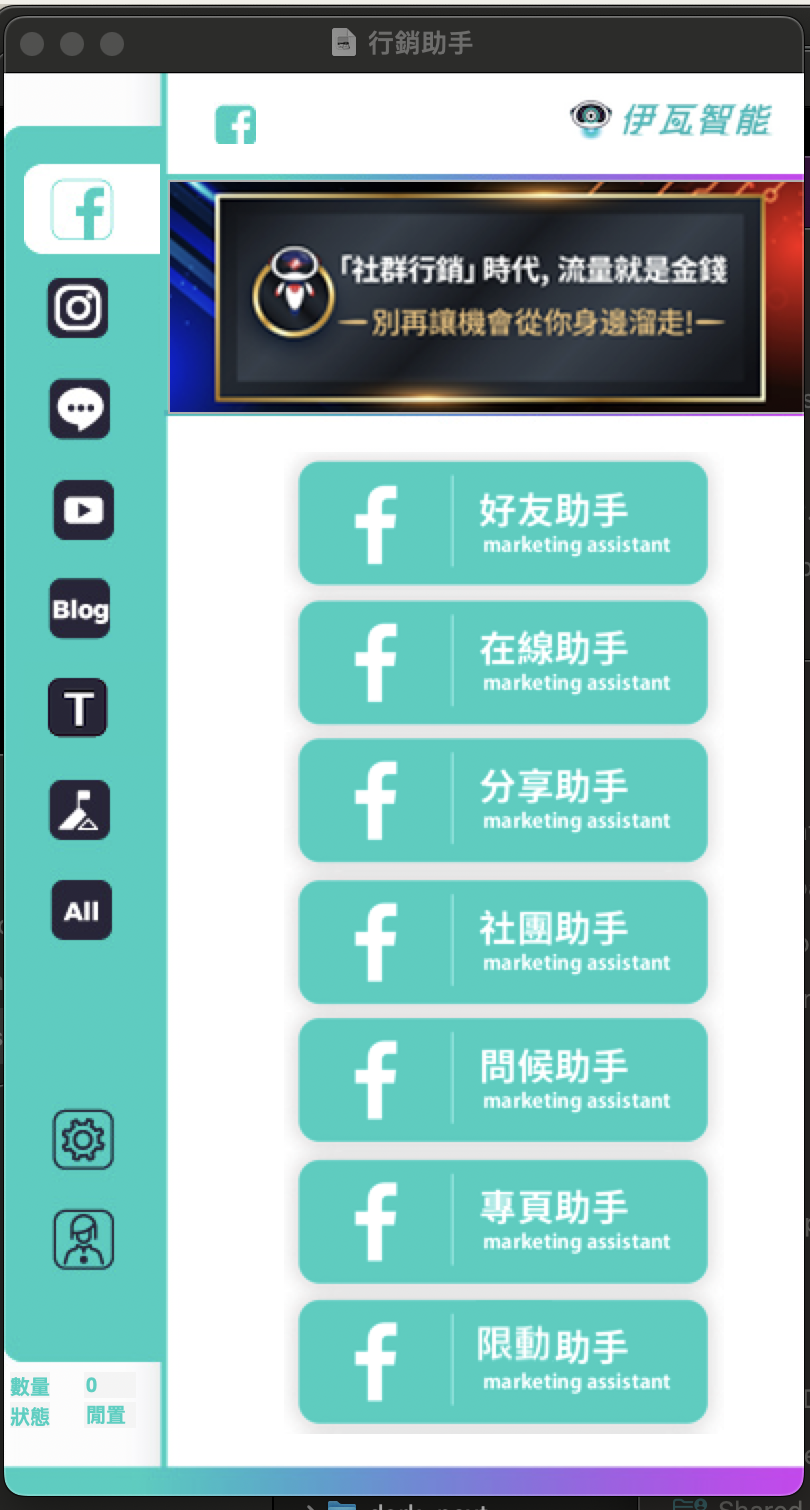 行銷助手
伊瓦智能
「社群行銷」時代, 流量就是金錢
—別再讓機會從你身邊溜走!—
Blog
T
All
好友助手
marketing assistant
在線助手
marketing assistant
分享助手
marketing assistant
社團助手
marketing assistant
問候助手
marketing assistant
專頁助手
marketing assistant
限動助手
marketing assistant
數量 0
狀態 閒置